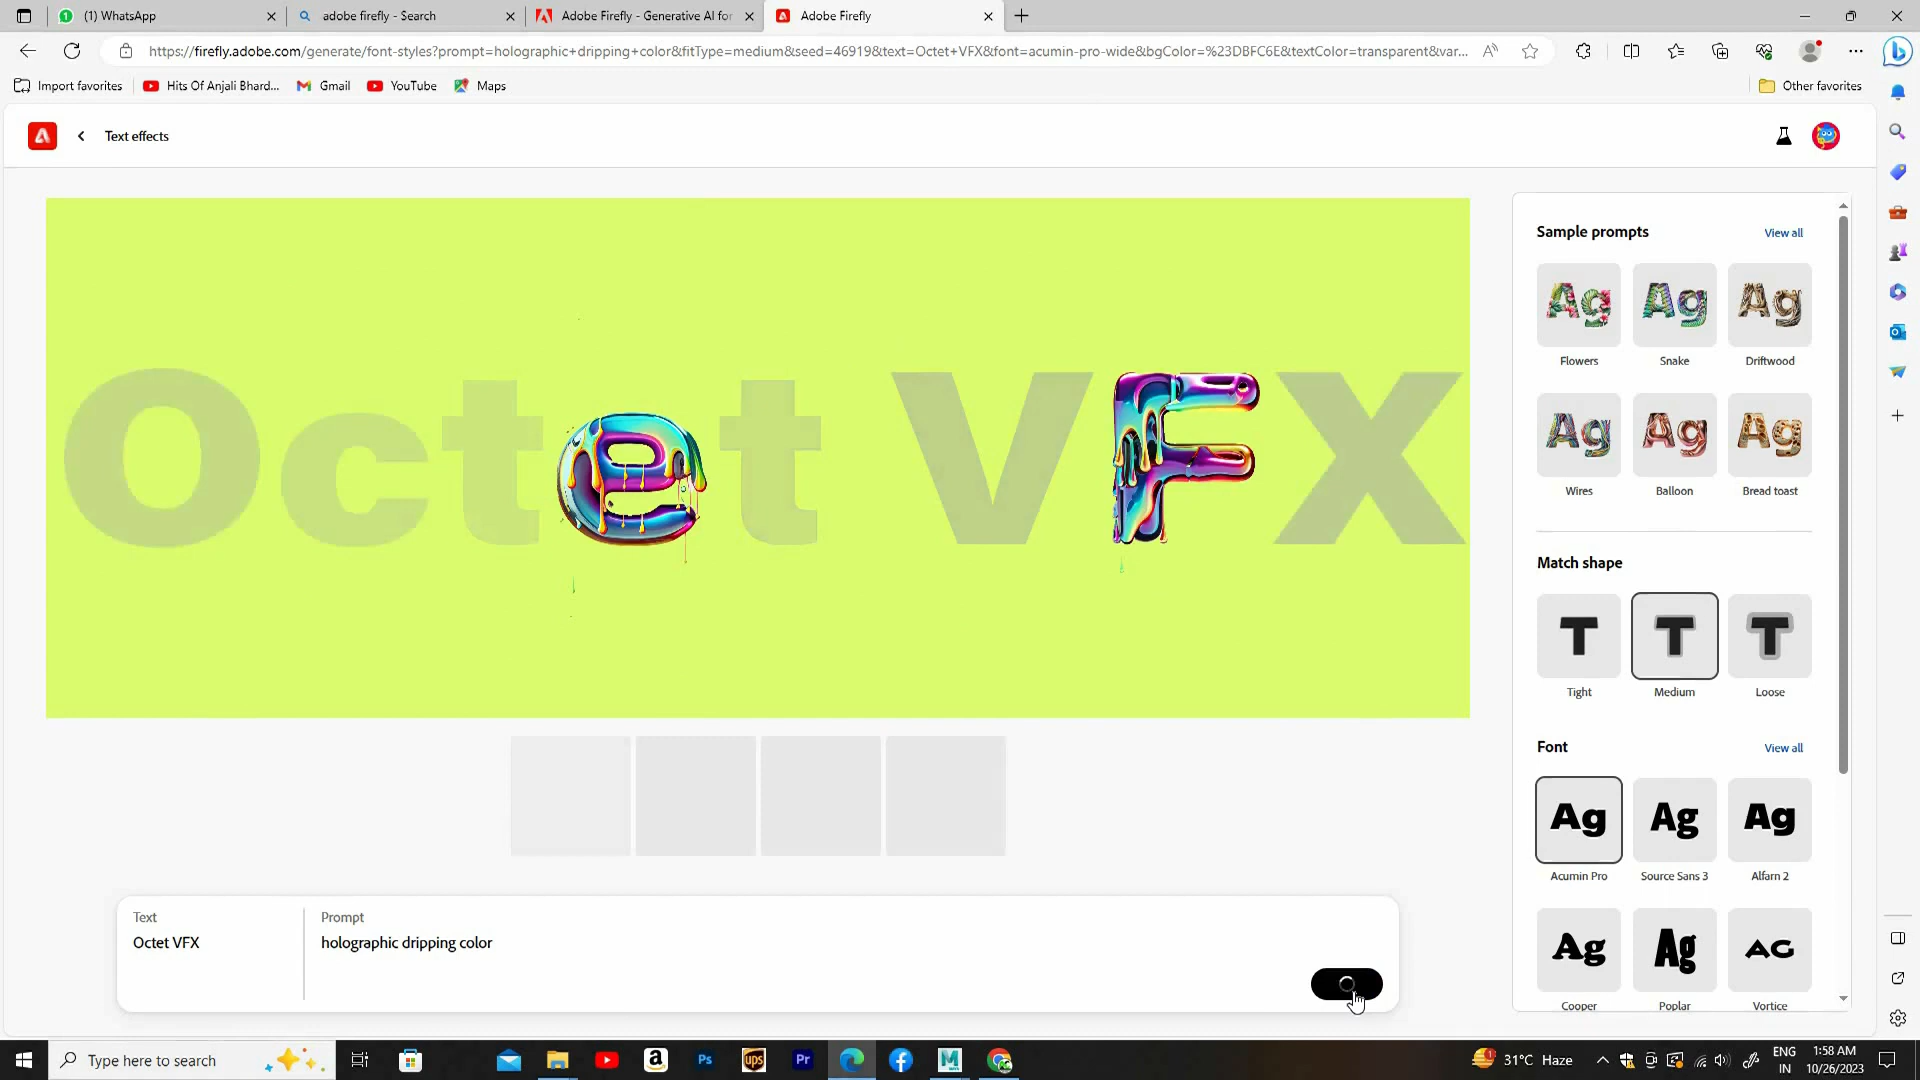 (1) WhatsApp
adobe firefly - Search
Adobe Firefly - Generative AI for
Adobe Firefly
https://firefly.adobe.com/generate/font-styles?prompt=holographic+dripping+color&fitType=medium&seed=46919&text=Octet+VFX&font=acumin-pro-wide&bgColor=%23DBFC6E&textColor=transparent&var...
Import favorites
Hits Of Anjali Bhard...
Gmail
YouTube
Maps
Other favorites
Text effects
Octet VFX
Sample prompts
View all
Ag Ag Ag
Flowers Snake Driftwood
Ag Ag Ag
Wires Balloon Bread toast
Match shape
T T T
Tight Medium Loose
Font
View all
Ag Ag Ag
Acumin Pro Source Sans 3 Alfarn 2
Ag Ag AG
Cooper Poplar Vortice
Text
Octet VFX
Prompt
holographic dripping color
Type here to search
Ps
ups
Pr
31°C Haze
ENG
IN
1:58 AM
10/26/2023